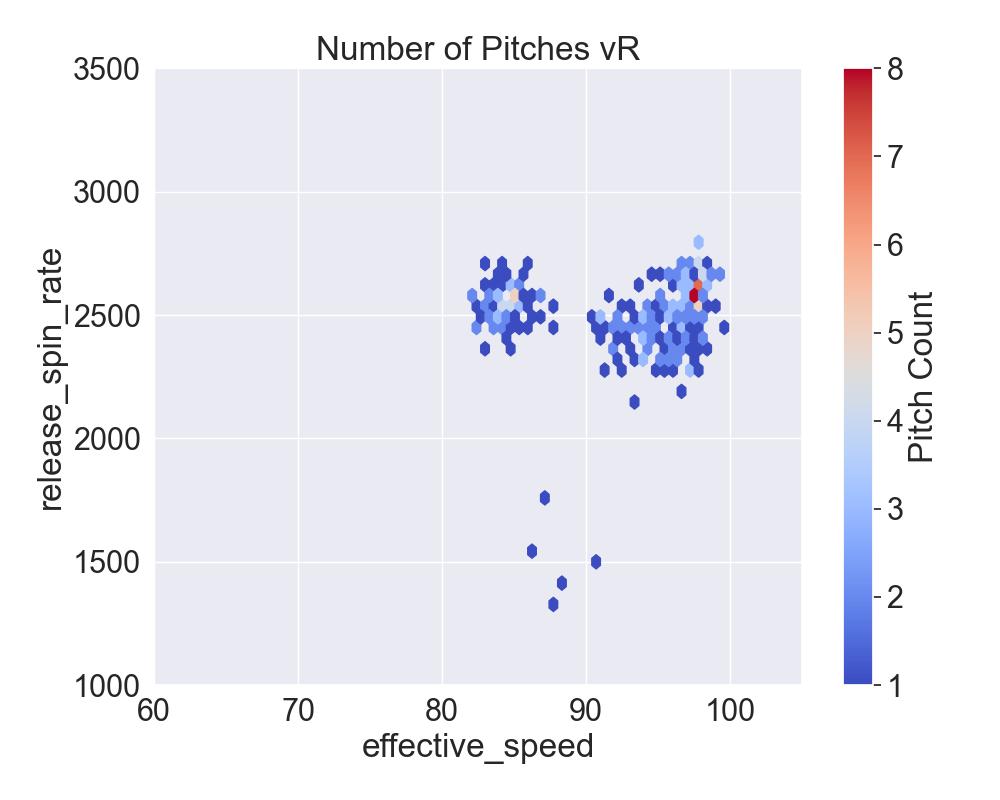 Number of Pitches vR
3500
3000
2500
2000
1500
1000
release_spin_rate
60 70 80 90 100
effective_speed
8
7
6
5
4
3
2
1
Pitch Count